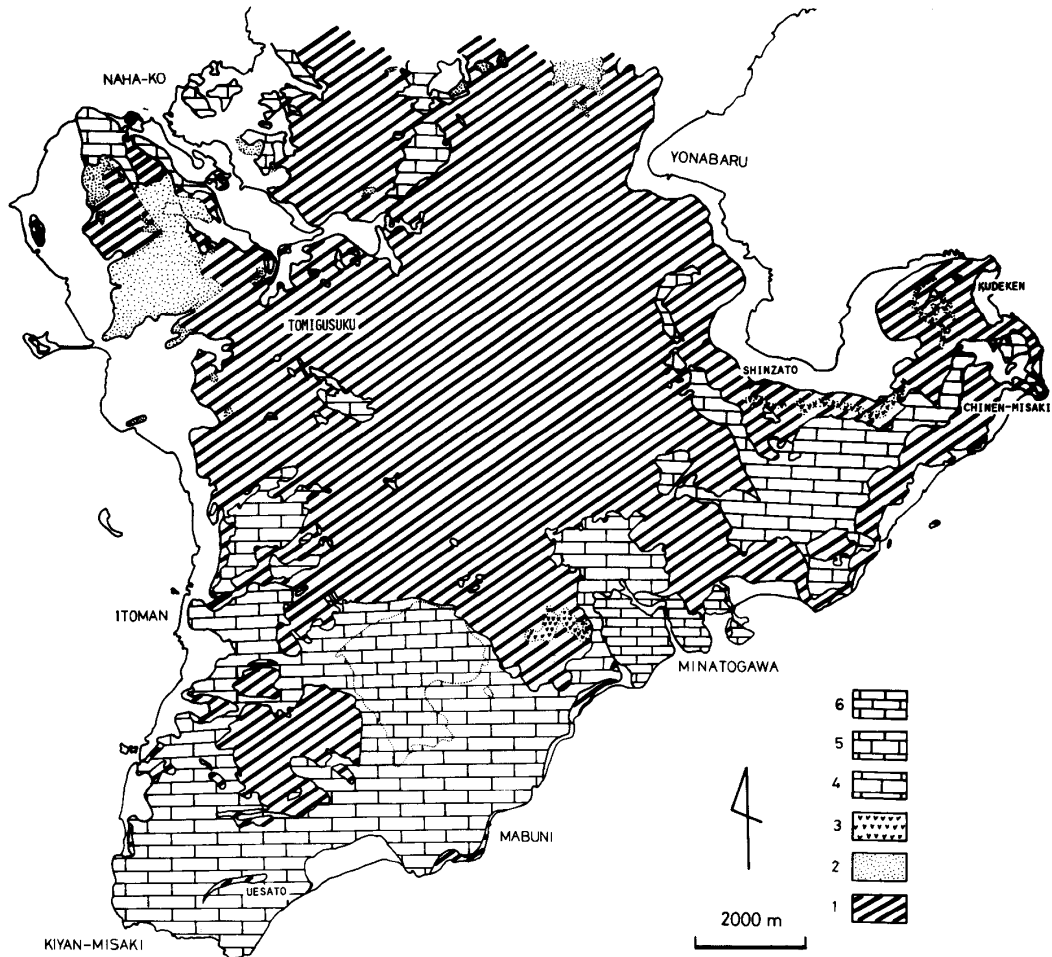 NAHA-KO
YONABARU
KUDEKEN
TOMIGUSUKU
SHINZATO
CHINEN-MISAKI
ITOMAN
MINATOGAWA
6
5
4
3
2
1
MABUNI
UESATO
2000 m
KIYAN-MISAKI